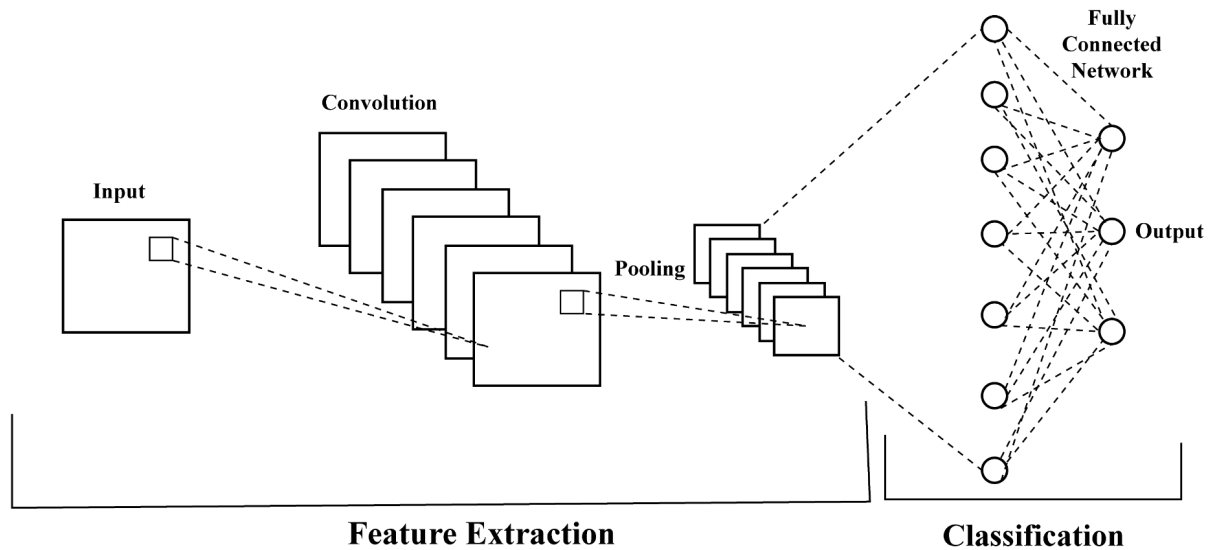 Fully
Connected
Network
Convolution
Input
Pooling
Output
Feature Extraction
Classification